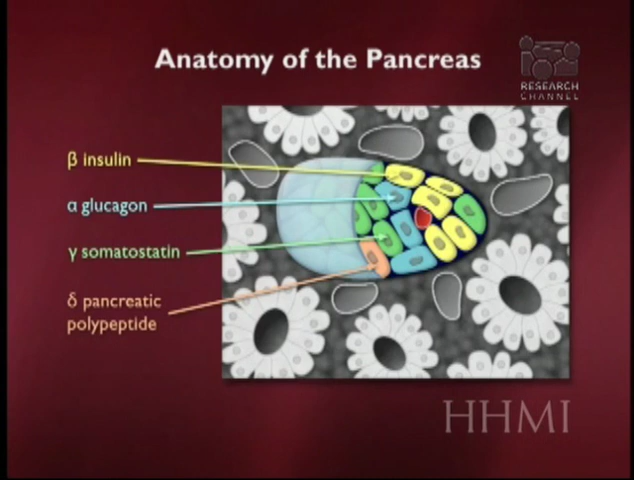 Anatomy of the Pancreas
RESEARCH
CHANNEL
β insulin
α glucagon
γ somatostatin
δ pancreatic
polypeptide
HHMI